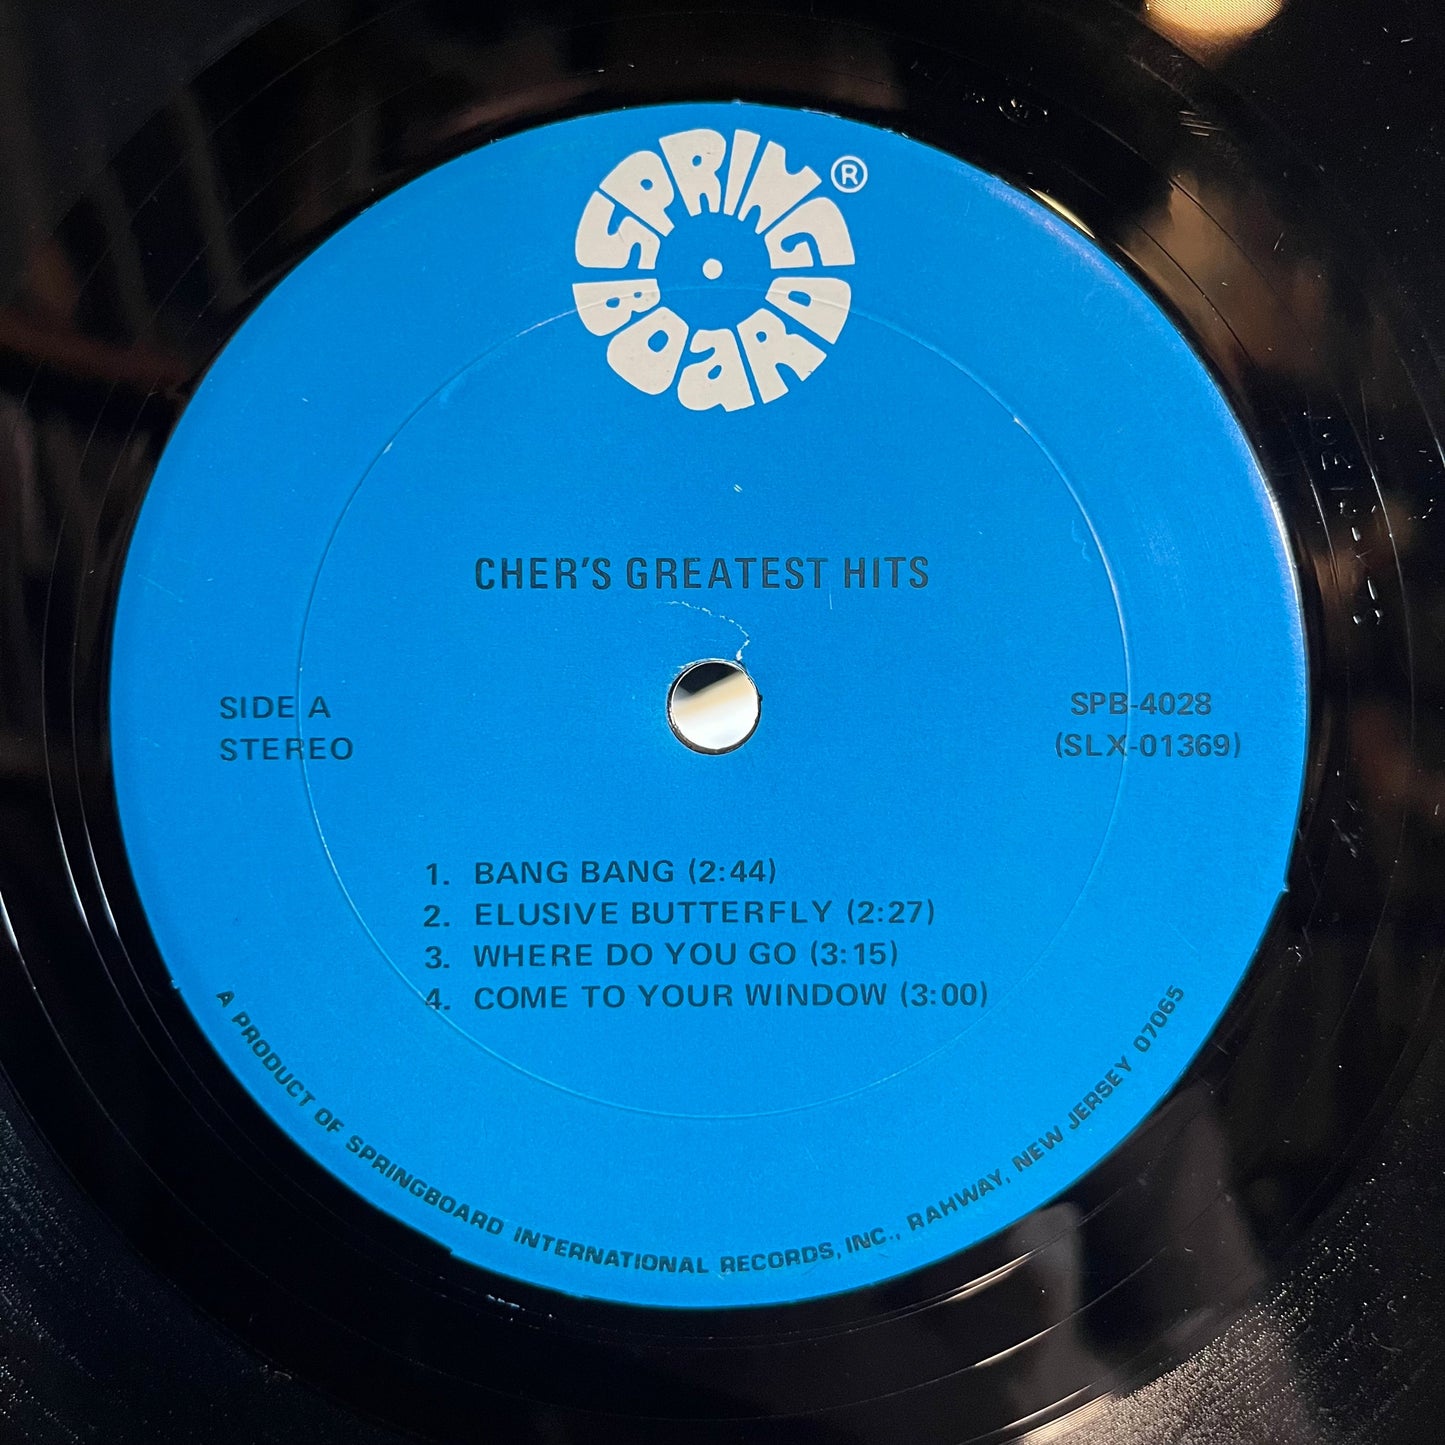 SPRING
BOARD
®
CHER'S GREATEST HITS
SIDE A
STEREO
SPB-4028
(SLX-01369)
1. BANG BANG (2:44)
2. ELUSIVE BUTTERFLY (2:27)
3. WHERE DO YOU GO (3:15)
4. COME TO YOUR WINDOW (3:00)
A PRODUCT OF SPRINGBOARD INTERNATIONAL RECORDS, INC., RAHWAY, NEW JERSEY 07065